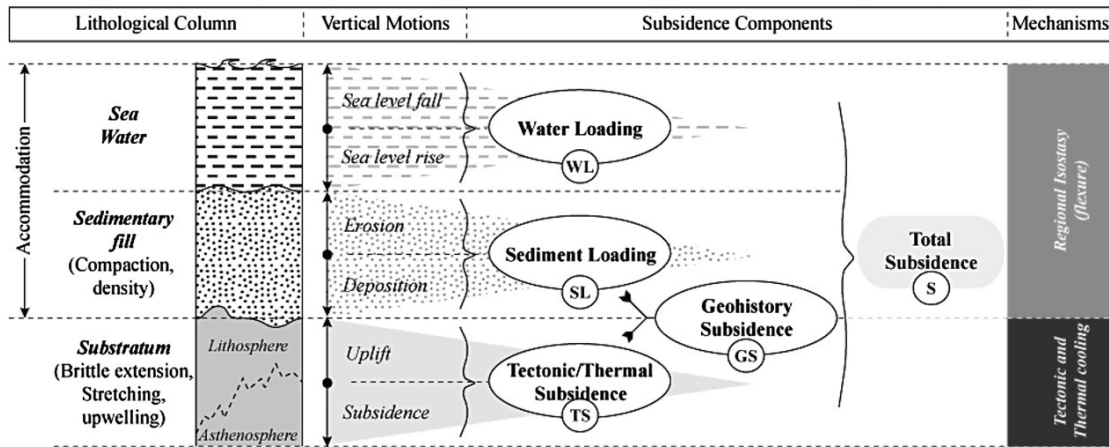 Lithological Column
Vertical Motions
Subsidence Components
Mechanisms
Accommodation
Sea
Water
Sea level fall
Sea level rise
Water Loading
WL
Sedimentary
fill
(Compaction,
density)
Erosion
Deposition
Sediment Loading
SL
Geohistory
Subsidence
GS
Total
Subsidence
S
Regional Isostasy
(flexure)
Substratum
(Brittle extension,
Stretching,
upwelling)
Lithosphere
Asthenosphere
Uplift
Subsidence
Tectonic/Thermal
Subsidence
TS
Tectonic and
Thermal cooling